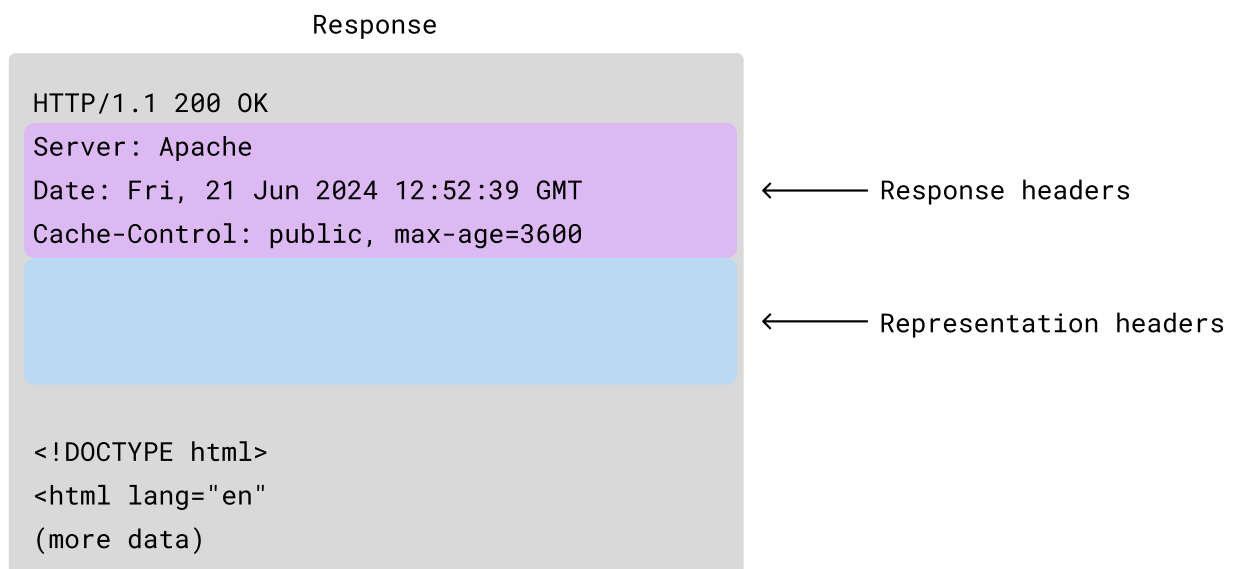 Response
HTTP/1.1 200 OK
Server: Apache
Date: Fri, 21 Jun 2024 12:52:39 GMT
Cache-Control: public, max-age=3600
Response headers
Representation headers
<!DOCTYPE html>
<html lang="en"
(more data)